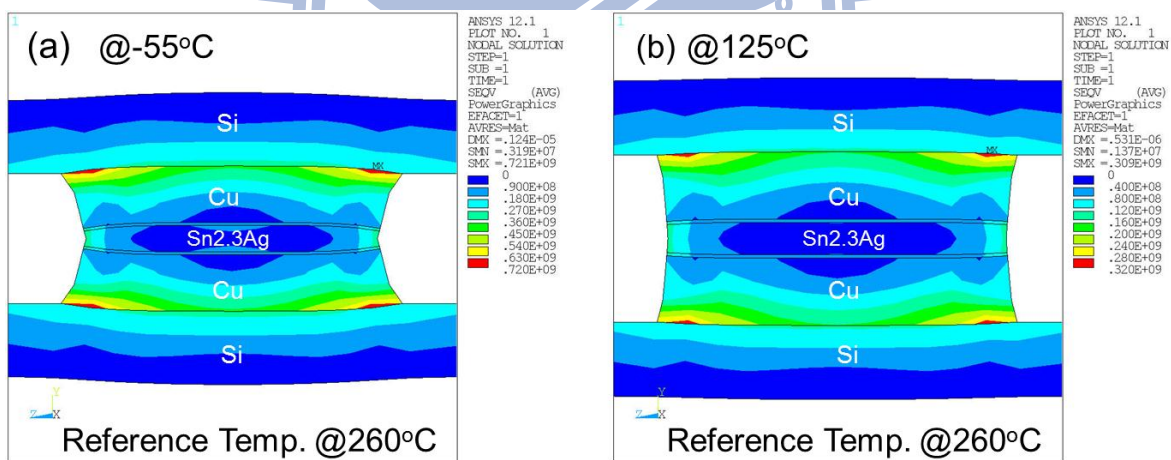 (a) @-55°C
1
Si
MX
Cu
Sn2.3Ag
Cu
Si
Y
Z X
Reference Temp. @260°C
ANSYS 12.1
PLOT NO. 1
NODAL SOLUTION
STEP=1
SUB =1
TIME=1
SEQV (AVG)
PowerGraphics
EFACET=1
AVRES=Mat
DMX =.124E-05
SMN =.319E+07
SMX =.721E+09
0
.900E+08
.180E+09
.270E+09
.360E+09
.450E+09
.540E+09
.630E+09
.720E+09
1
(b) @125°C
Si
MX
Cu
Sn2.3Ag
Cu
Si
Y
Z X
Reference Temp. @260°C
ANSYS 12.1
PLOT NO. 1
NODAL SOLUTION
STEP=1
SUB =1
TIME=1
SEQV (AVG)
PowerGraphics
EFACET=1
AVRES=Mat
DMX =.531E-06
SMN =.137E+07
SMX =.309E+09
0
.400E+08
.800E+08
.120E+09
.160E+09
.200E+09
.240E+09
.280E+09
.320E+09